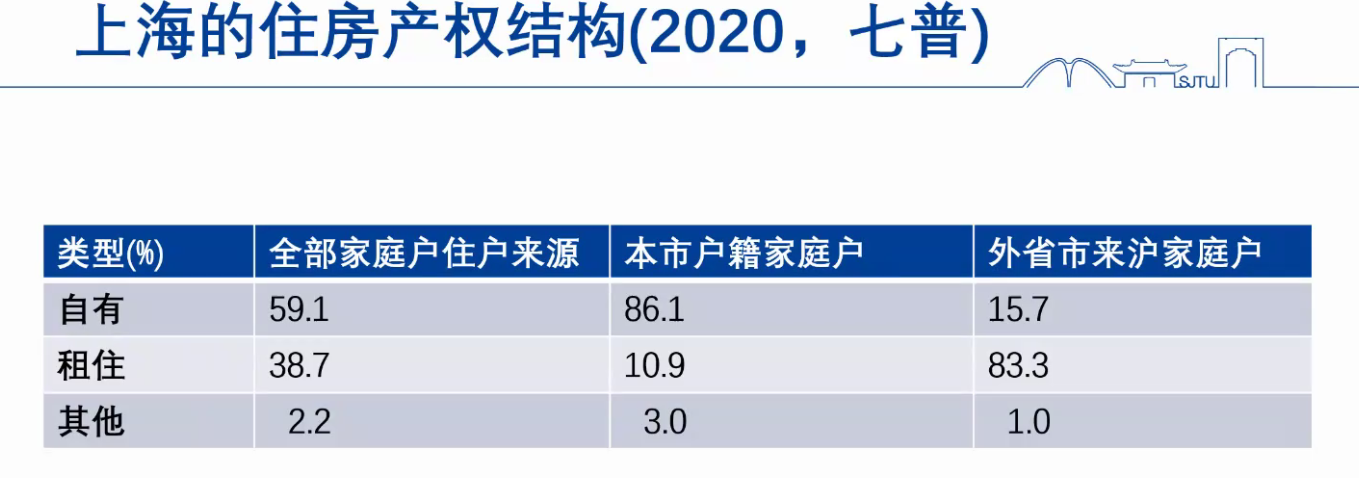 上海的住房产权结构(2020，七普)
SJTU
类型(%) 全部家庭户住户来源 本市户籍家庭户 外省市来沪家庭户
自有 59.1 86.1 15.7
租住 38.7 10.9 83.3
其他 2.2 3.0 1.0